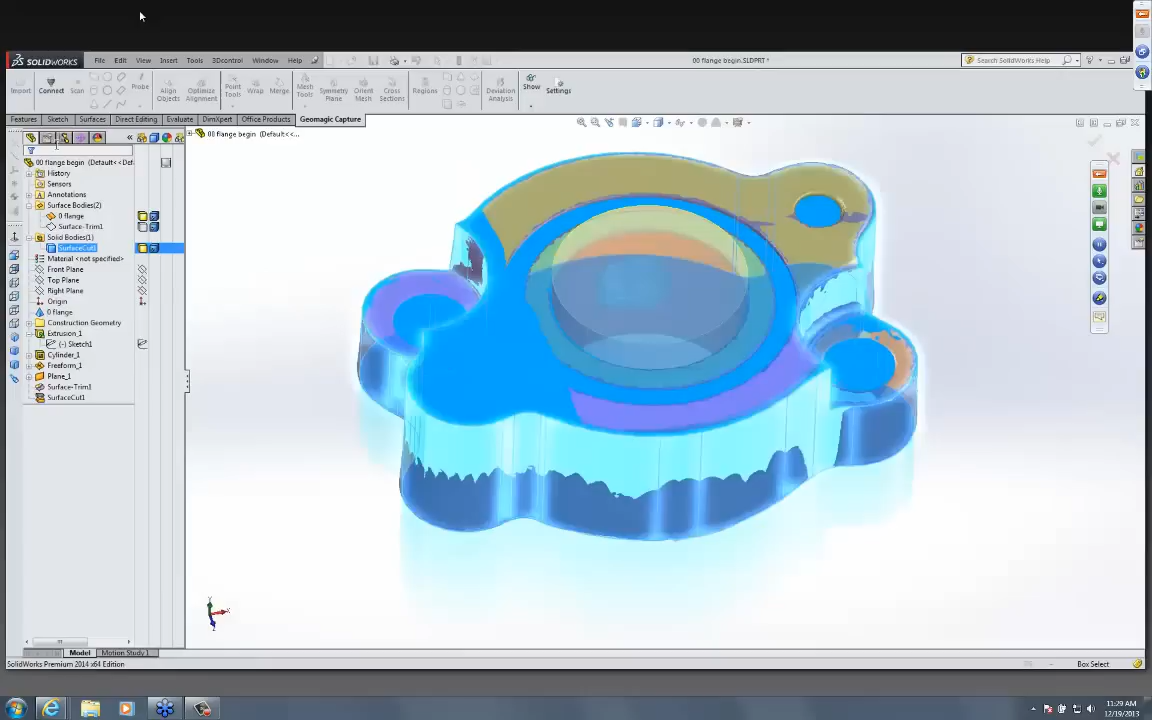 SOLIDWORKS File Edit View Insert Tools 3Dcontrol Window Help 00 flange begin.SLDPRT * Search SolidWorks Help
Import Connect Scan Probe Align Objects Optimize Alignment Point Tools Wrap Merge Mesh Tools Symmetry Plane Orient Mesh Cross Sections Regions Deviation Analysis Show Settings
Features Sketch Surfaces Direct Editing Evaluate DimXpert Office Products Geomagic Capture
00 flange begin (Default<<...
00 flange begin (Default<<Def
History
Sensors
Annotations
Surface Bodies(2)
0 flange
Surface-Trim1
Solid Bodies(1)
SurfaceCut1
Material <not specified>
Front Plane
Top Plane
Right Plane
Origin
0 flange
Construction Geometry
Extrusion_1
(-) Sketch1
Cylinder_1
Freeform_1
Plane_1
Surface-Trim1
SurfaceCut1
Y
X
Z
Model Motion Study 1
SolidWorks Premium 2014 x64 Edition Box Select
11:29 AM
12/19/2013